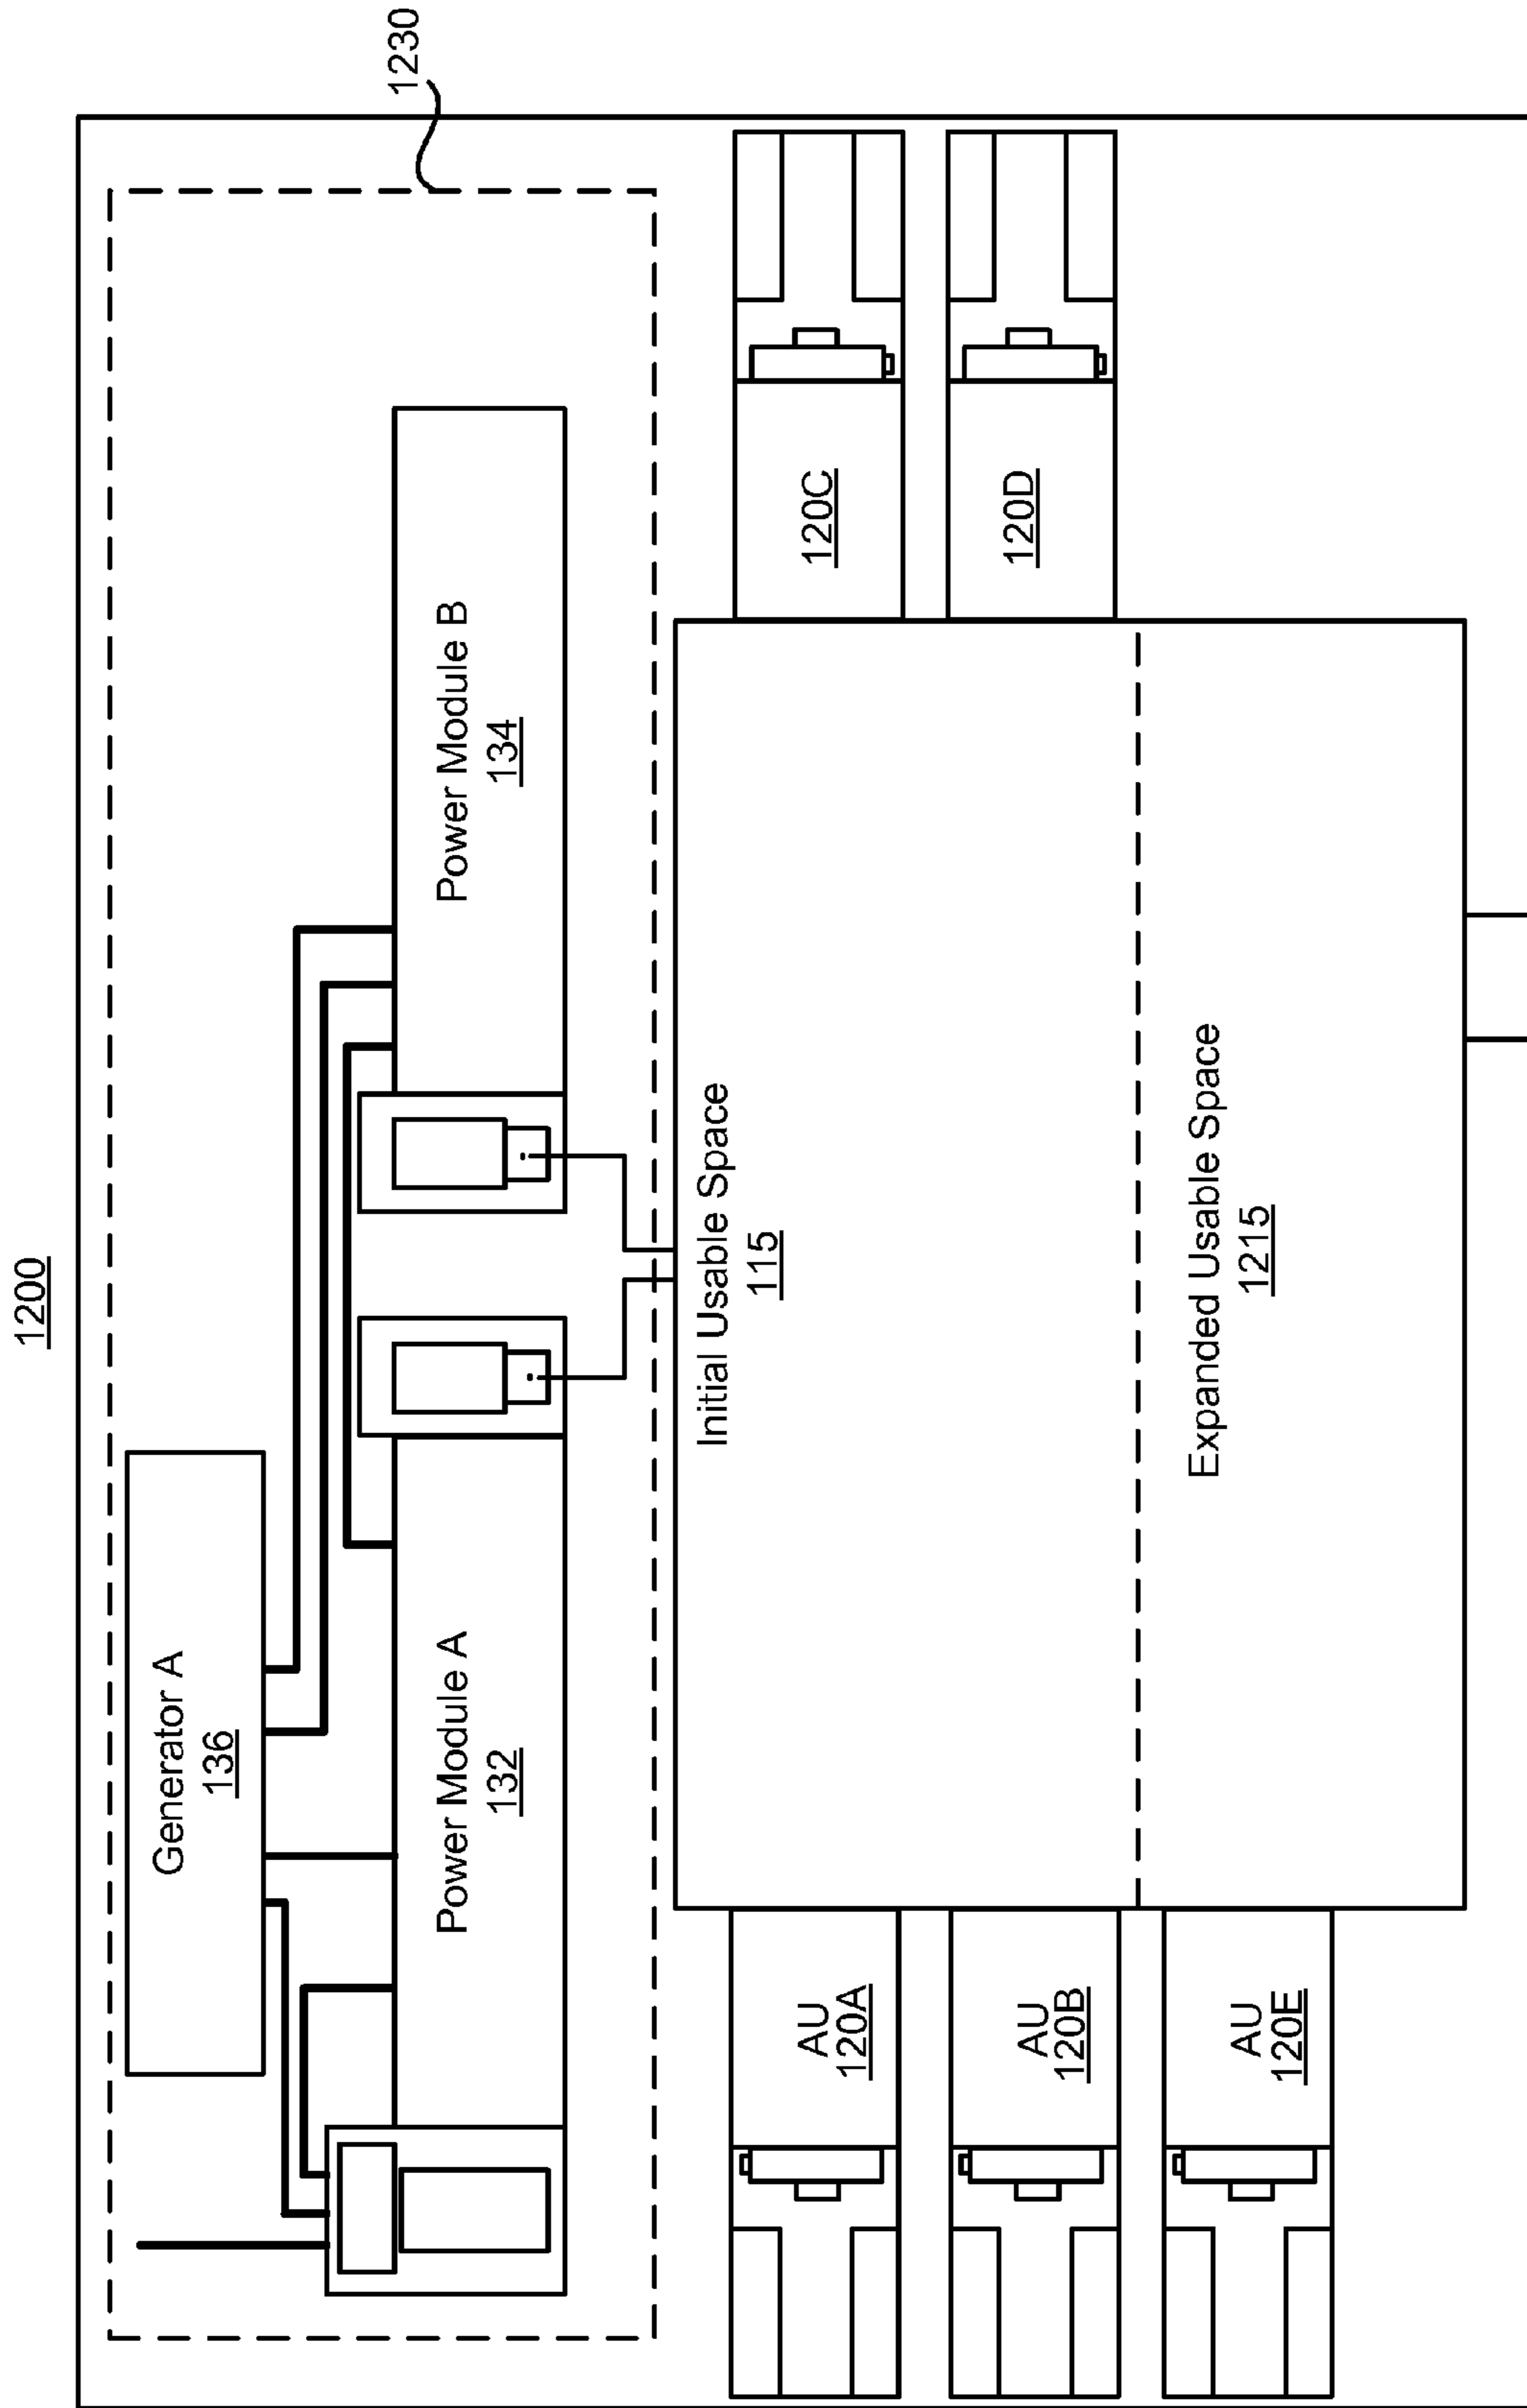 1200
1230
Generator A
136
Power Module A
132
Power Module B
134
Initial Usable Space
115
Expanded Usable Space
1215
AU
120A
AU
120B
AU
120E
120C
120D